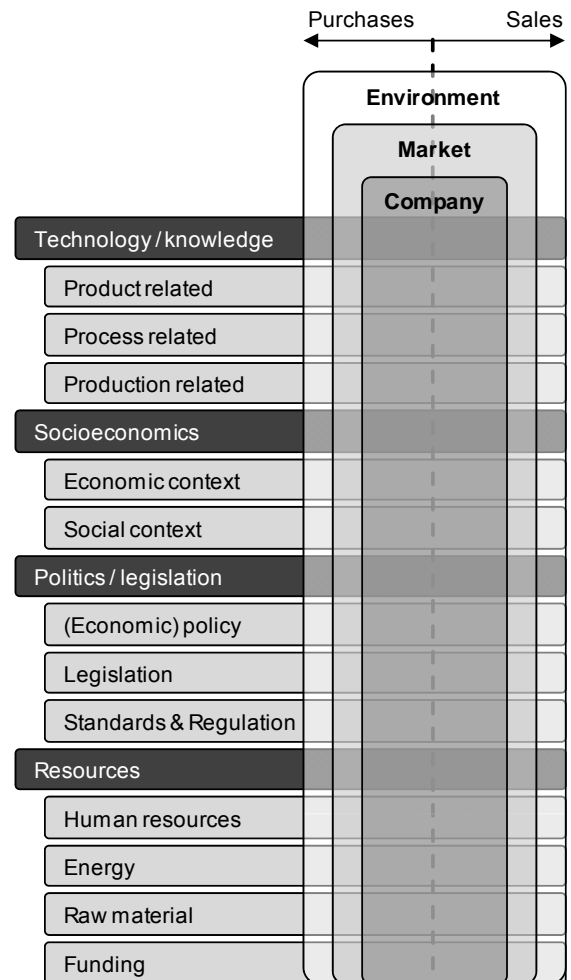 Purchases Sales
Environment
Market
Company
Technology / knowledge
Product related
Process related
Production related
Socioeconomics
Economic context
Social context
Politics / legislation
(Economic) policy
Legislation
Standards & Regulation
Resources
Human resources
Energy
Raw material
Funding